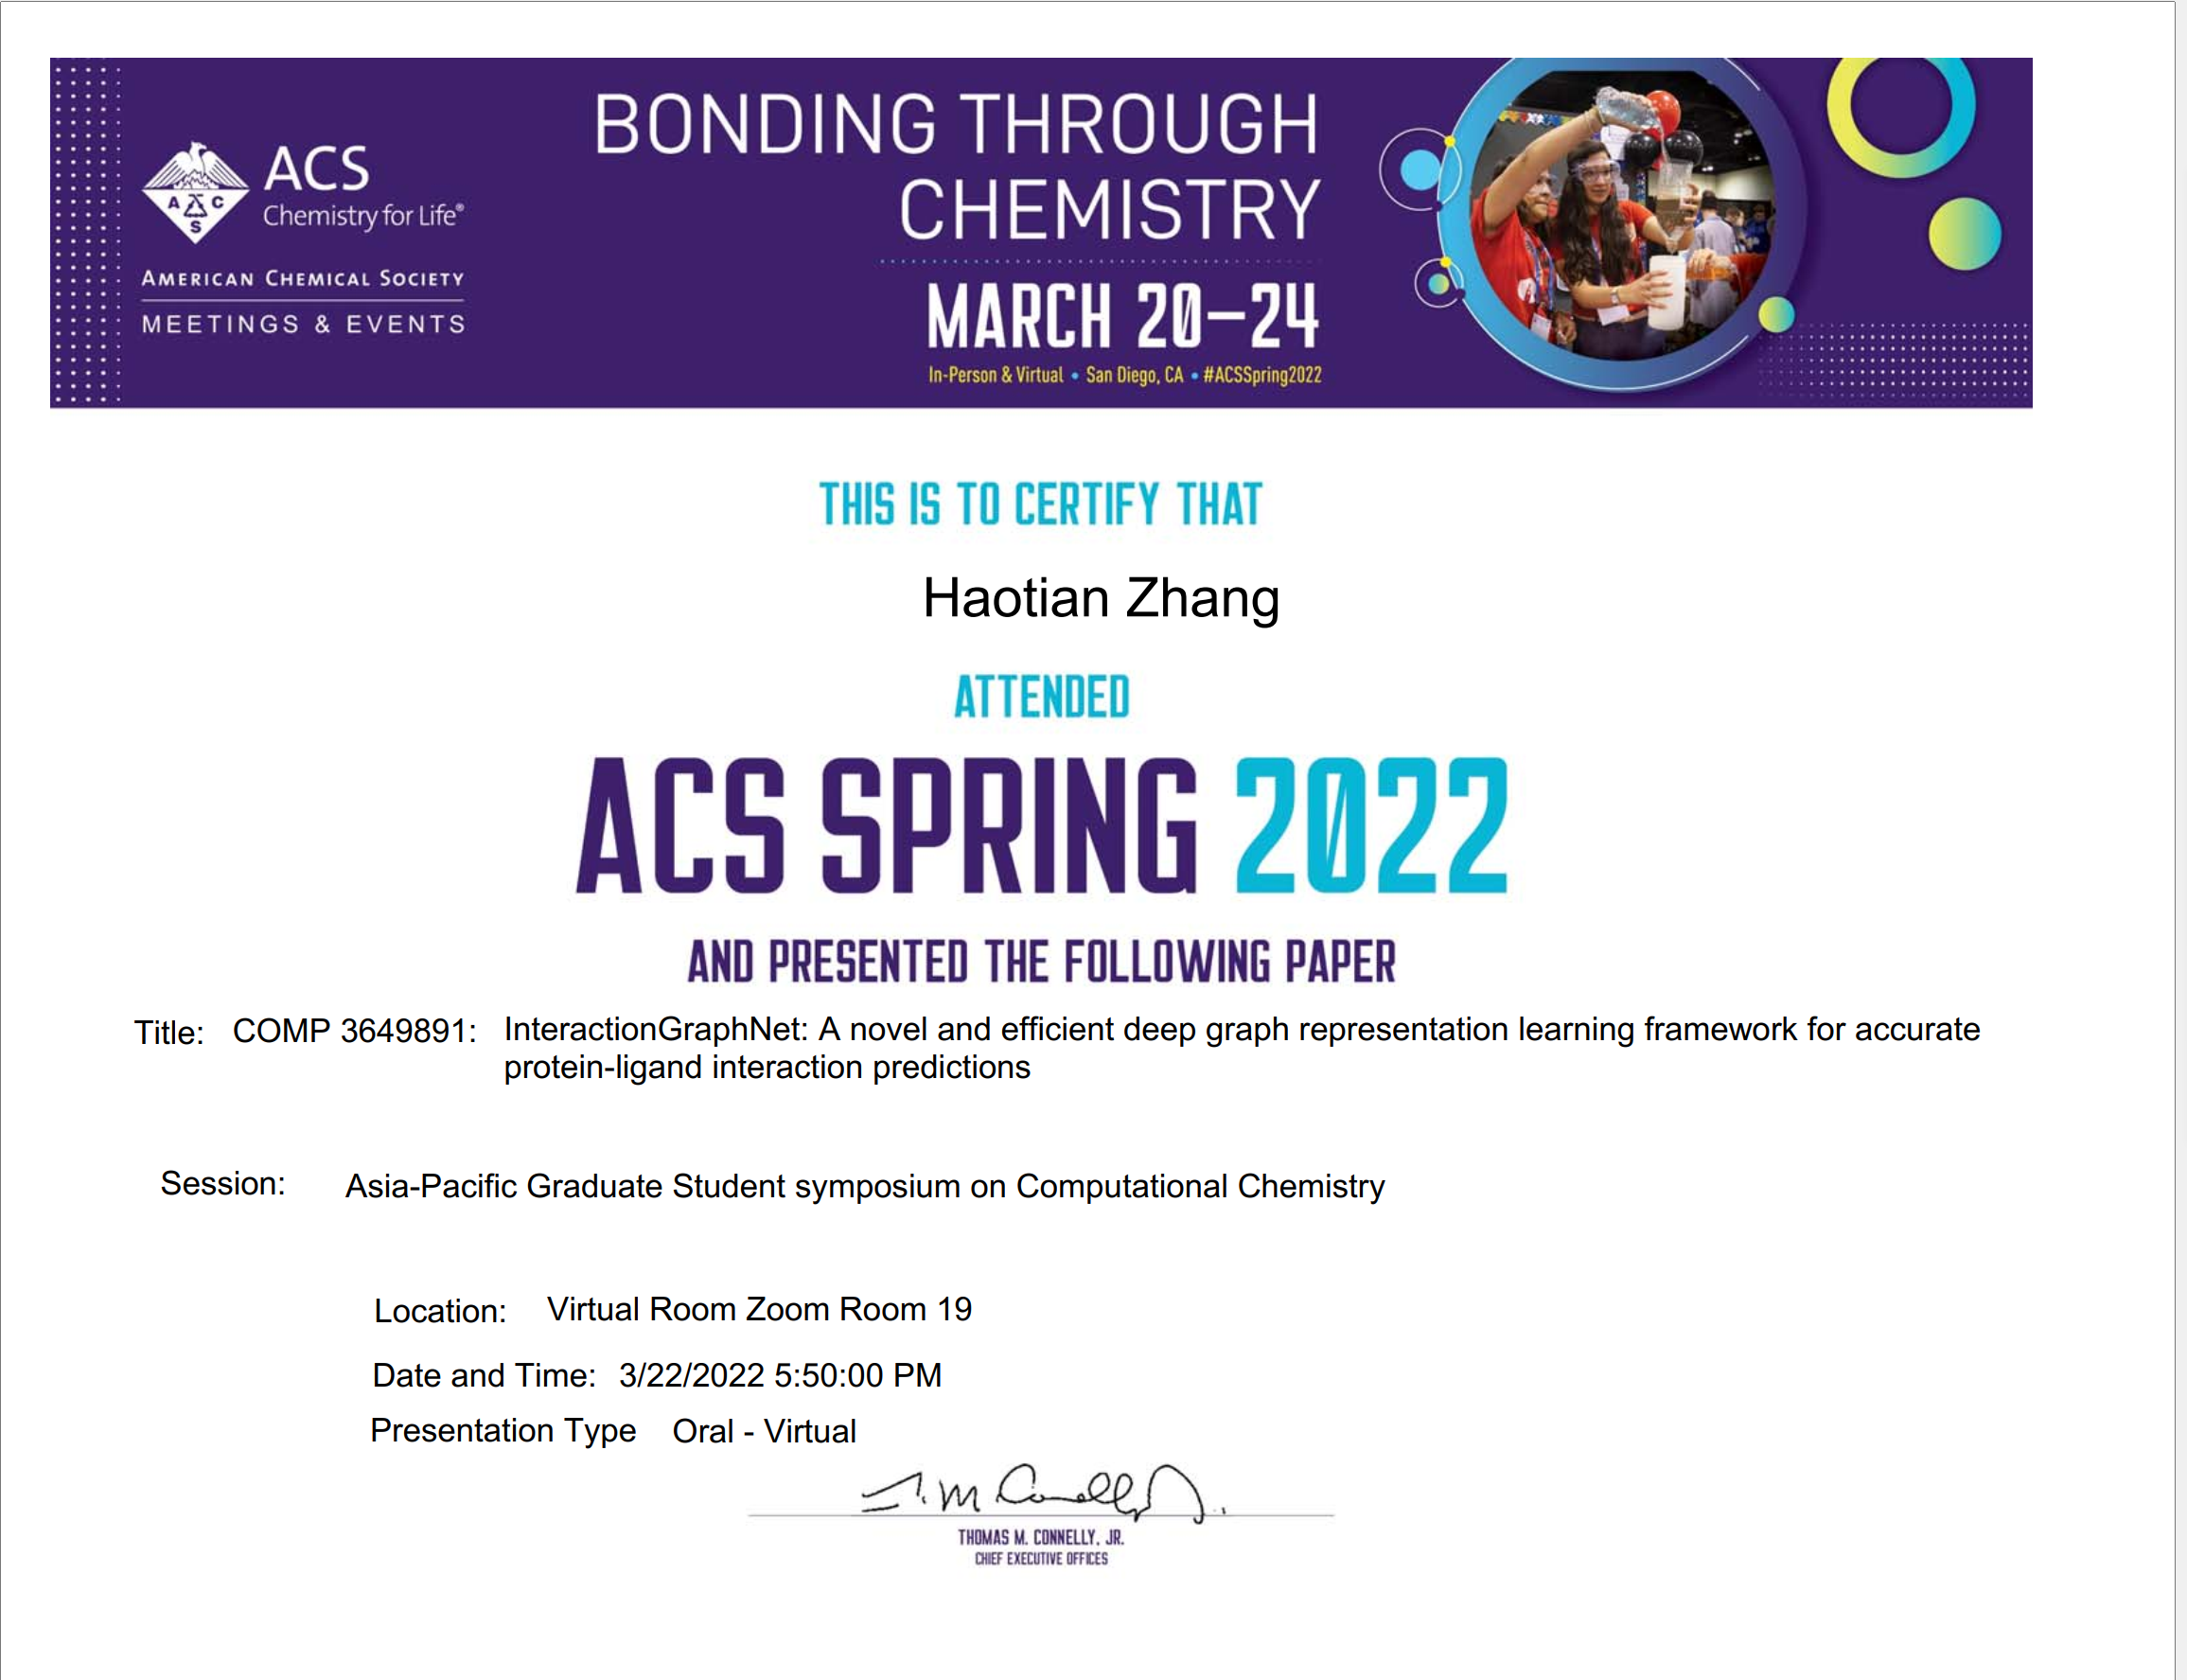 ACS
Chemistry for Life®
A C S
AMERICAN CHEMICAL SOCIETY
MEETINGS & EVENTS
BONDING THROUGH
CHEMISTRY
MARCH 20–24
In-Person & Virtual • San Diego, CA • #ACSSpring2022
THIS IS TO CERTIFY THAT
Haotian Zhang
ATTENDED
ACS SPRING 2022
AND PRESENTED THE FOLLOWING PAPER
Title: COMP 3649891: InteractionGraphNet: A novel and efficient deep graph representation learning framework for accurate
protein-ligand interaction predictions
Session: Asia-Pacific Graduate Student symposium on Computational Chemistry
Location: Virtual Room Zoom Room 19
Date and Time: 3/22/2022 5:50:00 PM
Presentation Type Oral - Virtual
T. M. Connelly Jr.
THOMAS M. CONNELLY, JR.
CHIEF EXECUTIVE OFFICES